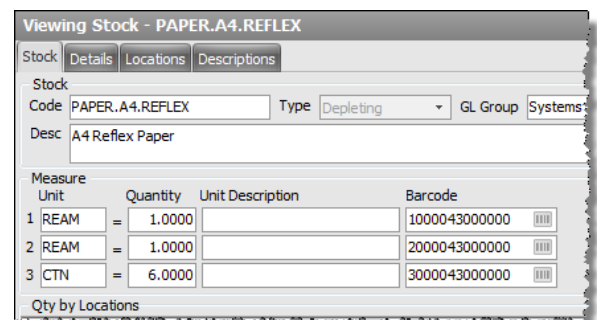 Viewing Stock - PAPER.A4.REFLEX
Stock Details Locations Descriptions
Stock
Code PAPER.A4.REFLEX Type Depleting GL Group Systems
Desc A4 Reflex Paper
Measure
Unit Quantity Unit Description Barcode
1 REAM = 1.0000 1000043000000
2 REAM = 1.0000 2000043000000
3 CTN = 6.0000 3000043000000
Qty by Locations